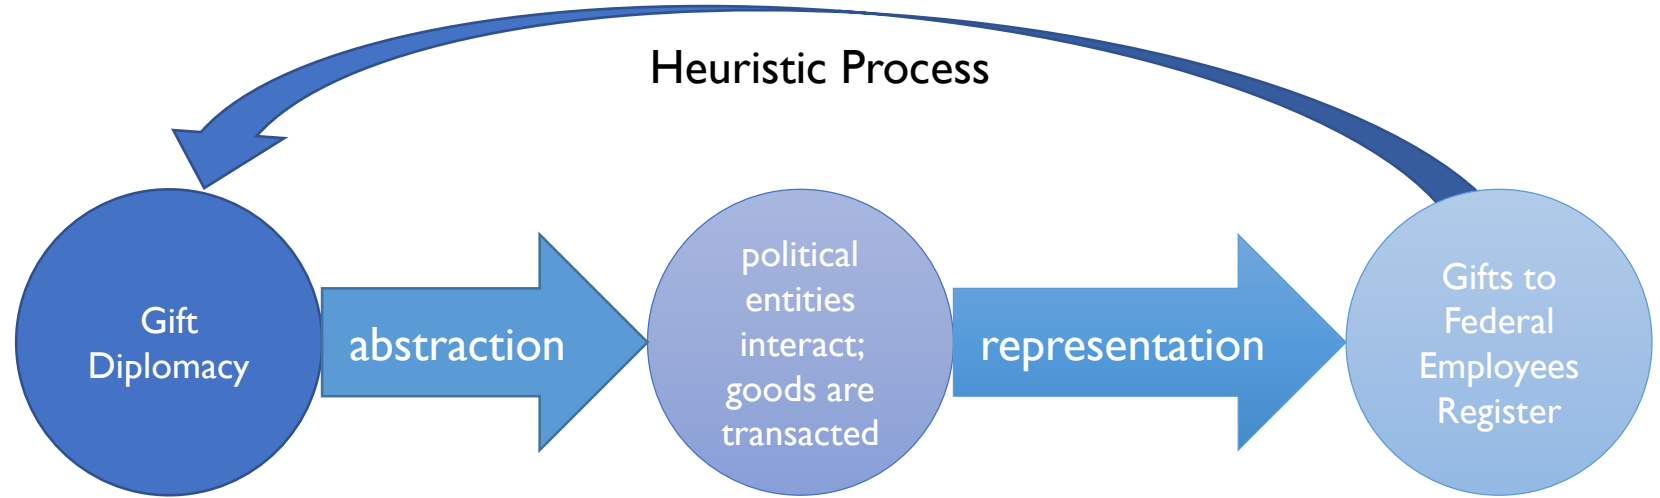 Heuristic Process
Gift
Diplomacy
abstraction
political
entities
interact;
goods are
transacted
representation
Gifts to
Federal
Employees
Register